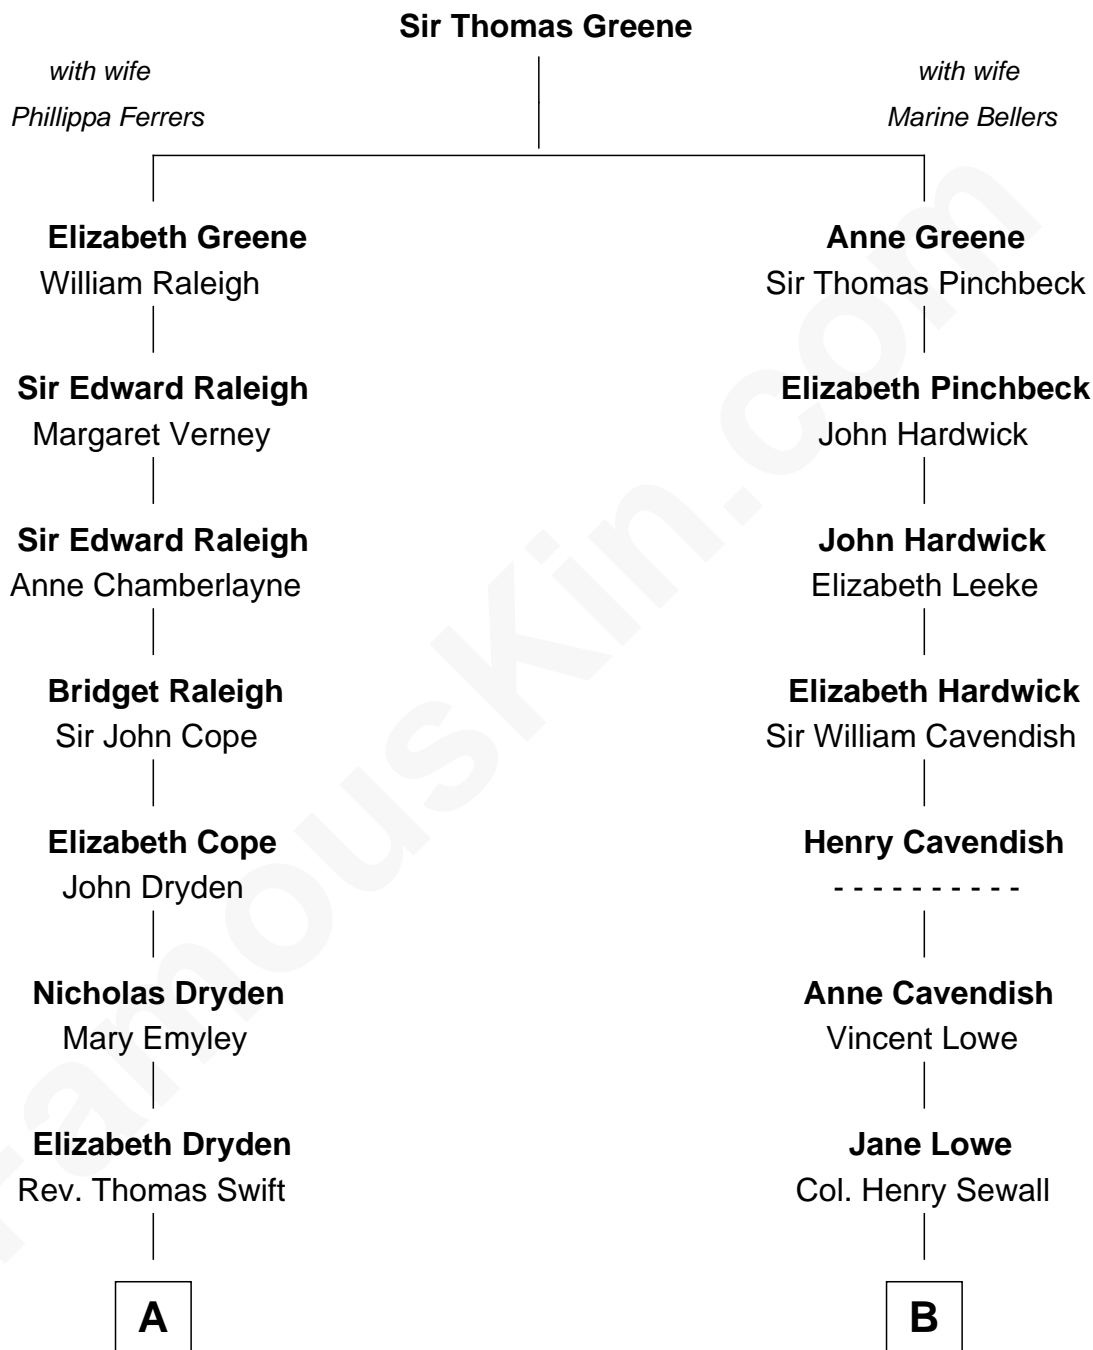 Sir Thomas Greene
with wife
Phillippa Ferrers
with wife
Marine Bellers
Elizabeth Greene
William Raleigh
Anne Greene
Sir Thomas Pinchbeck
Sir Edward Raleigh
Margaret Verney
Elizabeth Pinchbeck
John Hardwick
Sir Edward Raleigh
Anne Chamberlayne
John Hardwick
Elizabeth Leeke
Bridget Raleigh
Sir John Cope
Elizabeth Hardwick
Sir William Cavendish
Elizabeth Cope
John Dryden
Henry Cavendish
- - - - - - - - - -
Nicholas Dryden
Mary Emyley
Anne Cavendish
Vincent Lowe
Elizabeth Dryden
Rev. Thomas Swift
Jane Lowe
Col. Henry Sewall
A
B
FamousKin.com